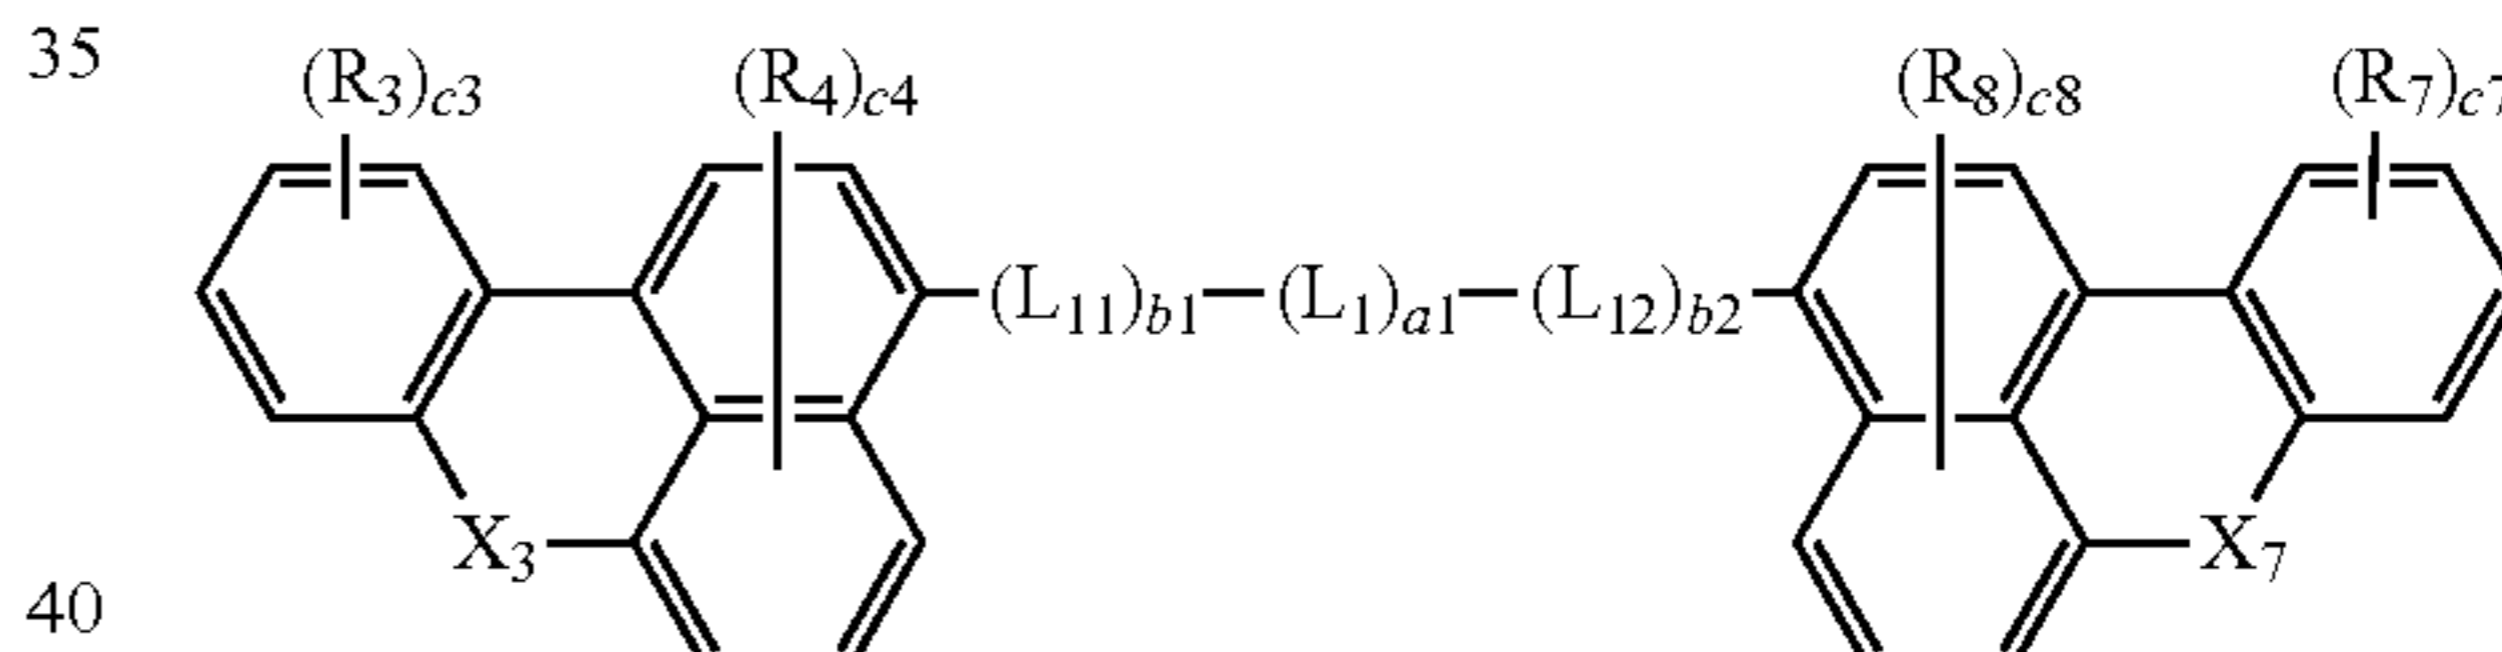 35
(R3)c3 (R4)c4 (R8)c8 (R7)c7
(L11)b1—(L1)a1—(L12)b2
X3 X7
40